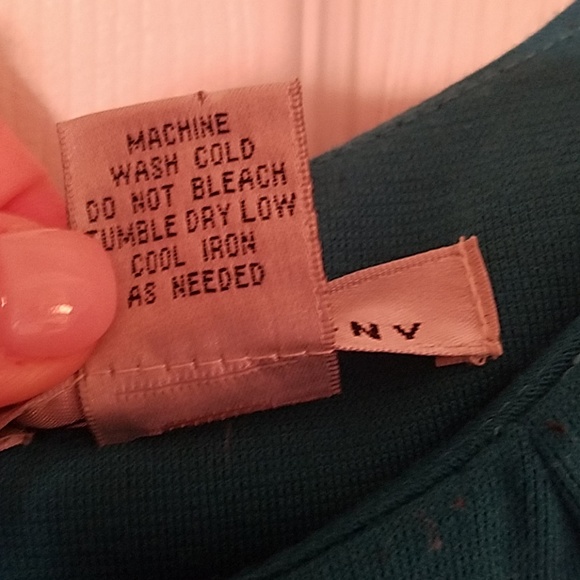 MACHINE
WASH COLD
DO NOT BLEACH
TUMBLE DRY LOW
COOL IRON
AS NEEDED
NY